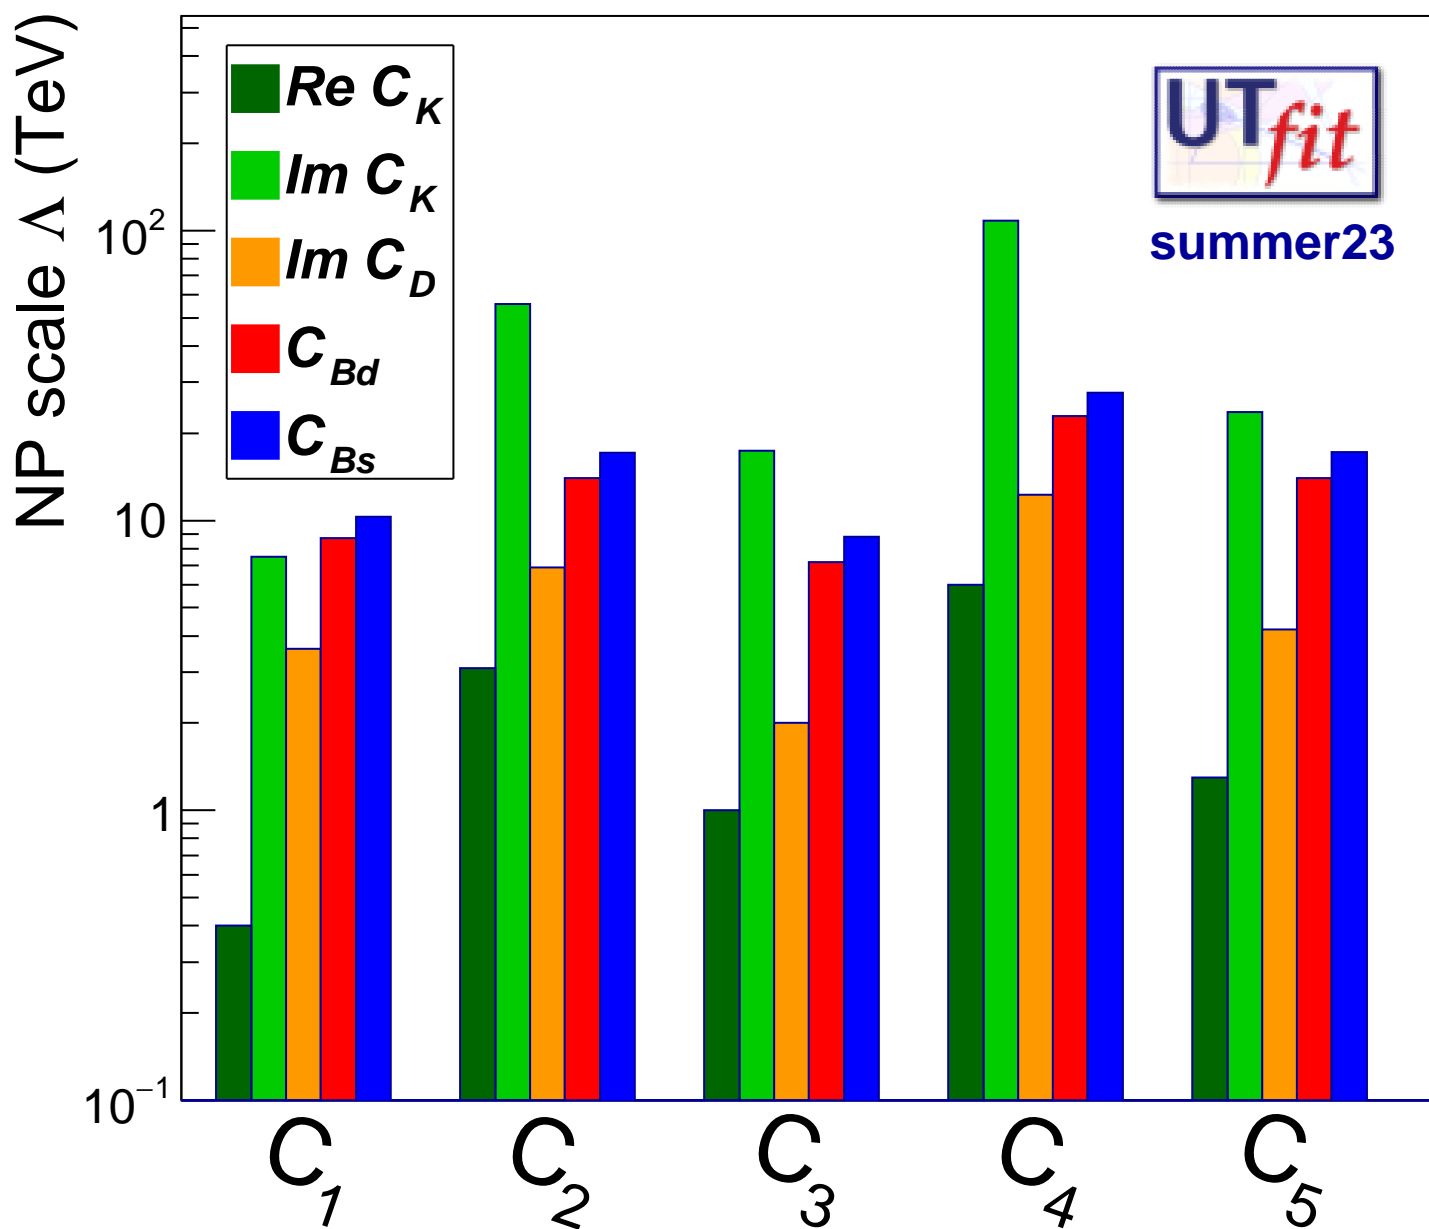 NP scale Λ (TeV)
10²
10
1
10⁻¹
Re C_K
Im C_K
Im C_D
C_Bd
C_Bs
UTfit
summer23
C₁
C₂
C₃
C₄
C₅